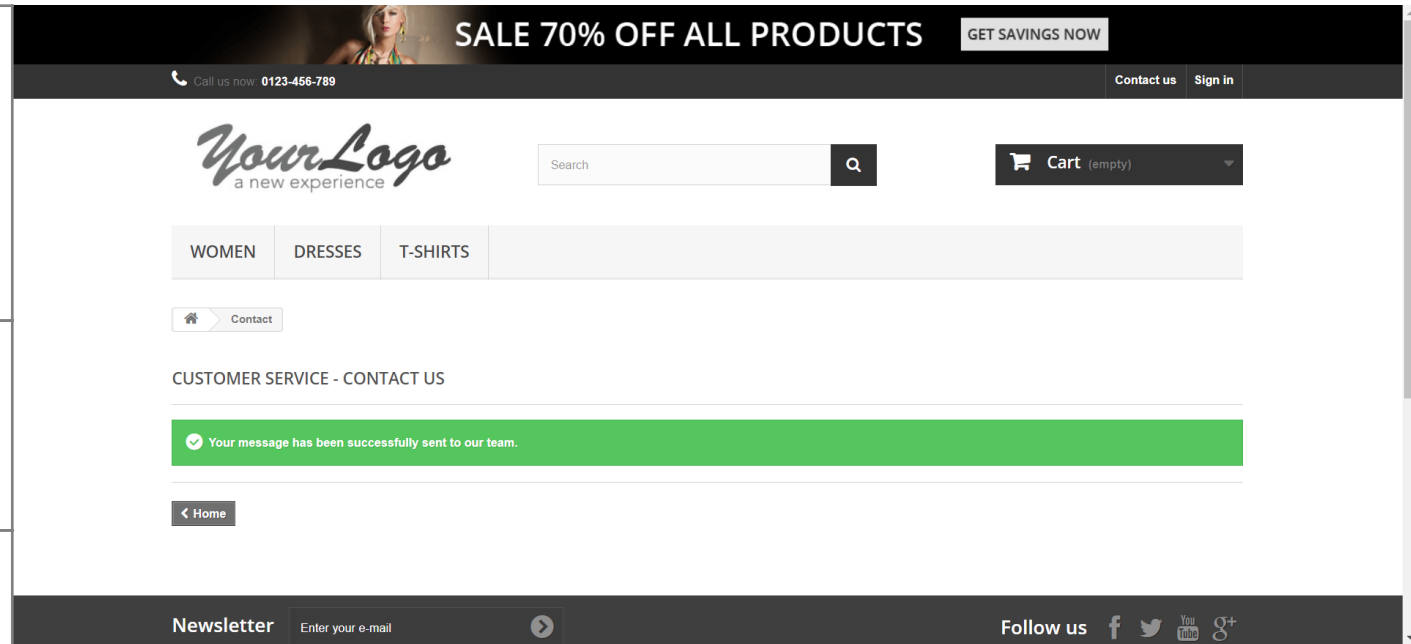 SALE 70% OFF ALL PRODUCTS GET SAVINGS NOW
Call us now: 0123-456-789 Contact us Sign in
YourLogo
a new experience
Search
Cart (empty)
WOMEN DRESSES T-SHIRTS
Contact
CUSTOMER SERVICE - CONTACT US
Your message has been successfully sent to our team.
Home
Newsletter Enter your e-mail Follow us f You Tube g+